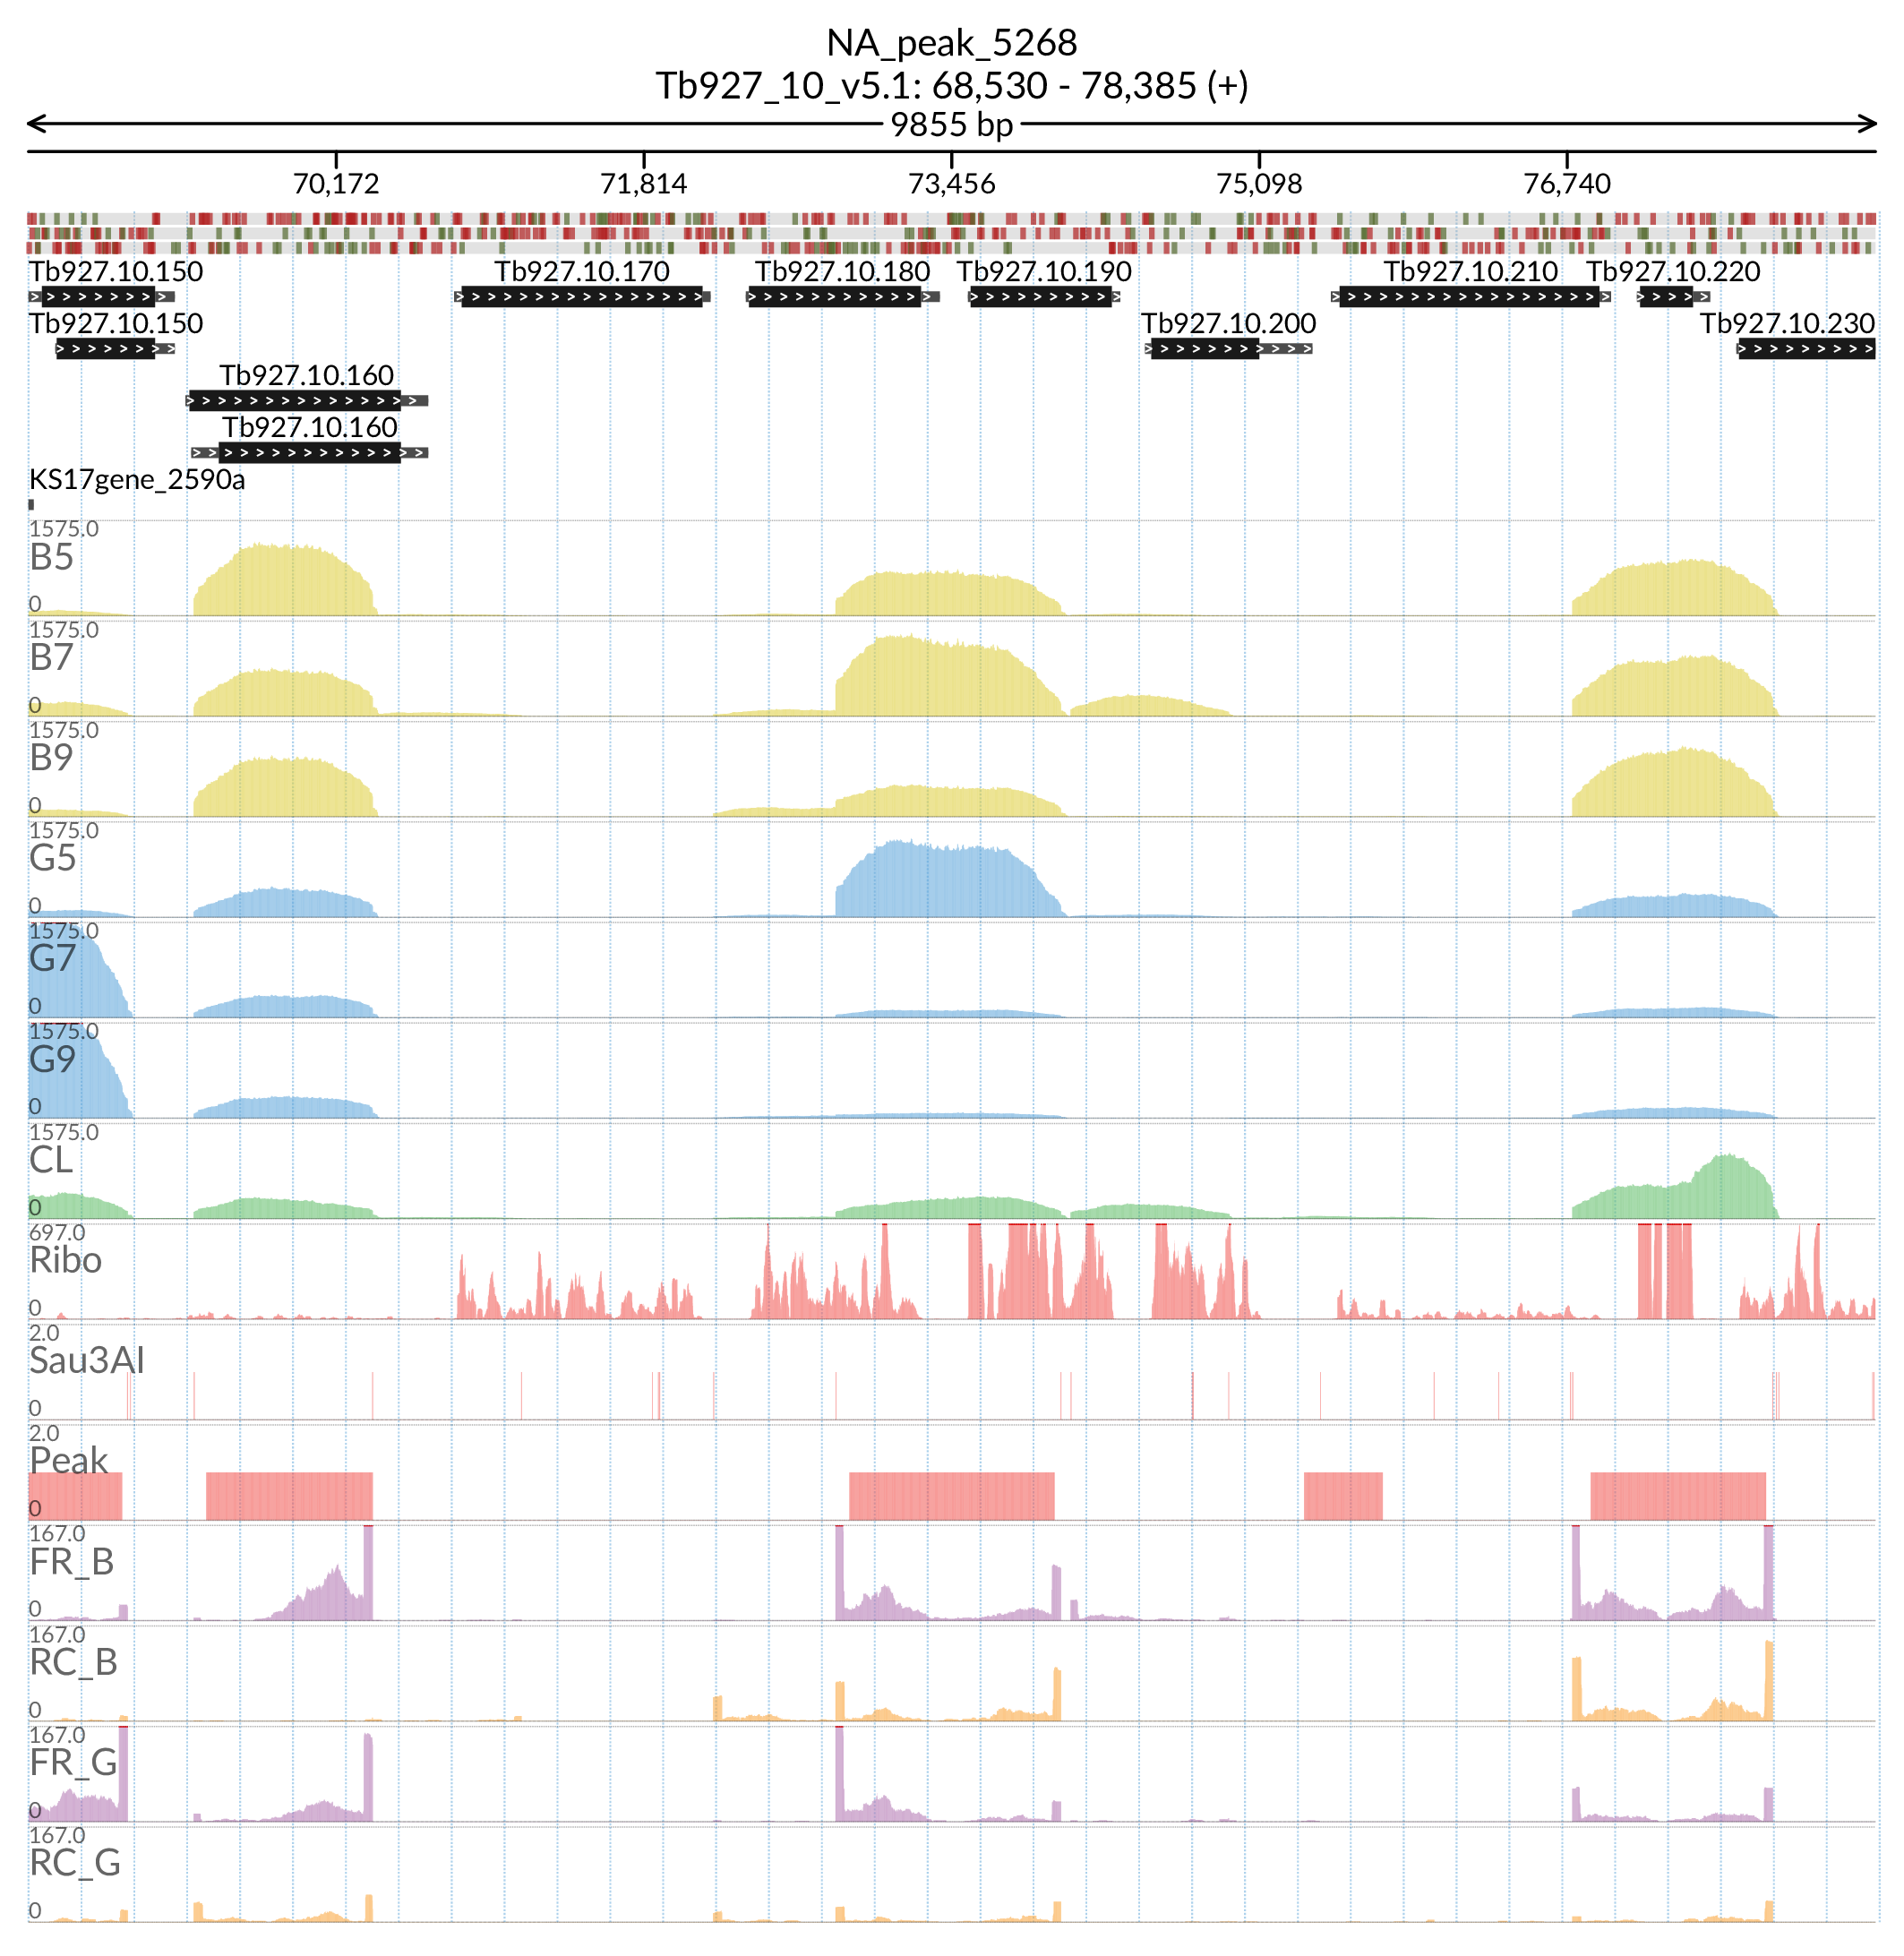 NA_peak_5268
Tb927_10_v5.1: 68,530 - 78,385 (+)
9855 bp
70,172 71,814 73,456 75,098 76,740
Tb927.10.150 Tb927.10.170 Tb927.10.180 Tb927.10.190 Tb927.10.210 Tb927.10.220
Tb927.10.150 Tb927.10.200 Tb927.10.230
Tb927.10.160
Tb927.10.160
KS17gene_2590a
1575.0
B5
0
1575.0
B7
0
1575.0
B9
0
1575.0
G5
0
1575.0
G7
0
1575.0
G9
0
1575.0
CL
0
697.0
Ribo
0
2.0
Sau3AI
0
2.0
Peak
0
167.0
FR_B
0
167.0
RC_B
0
167.0
FR_G
0
167.0
RC_G
0